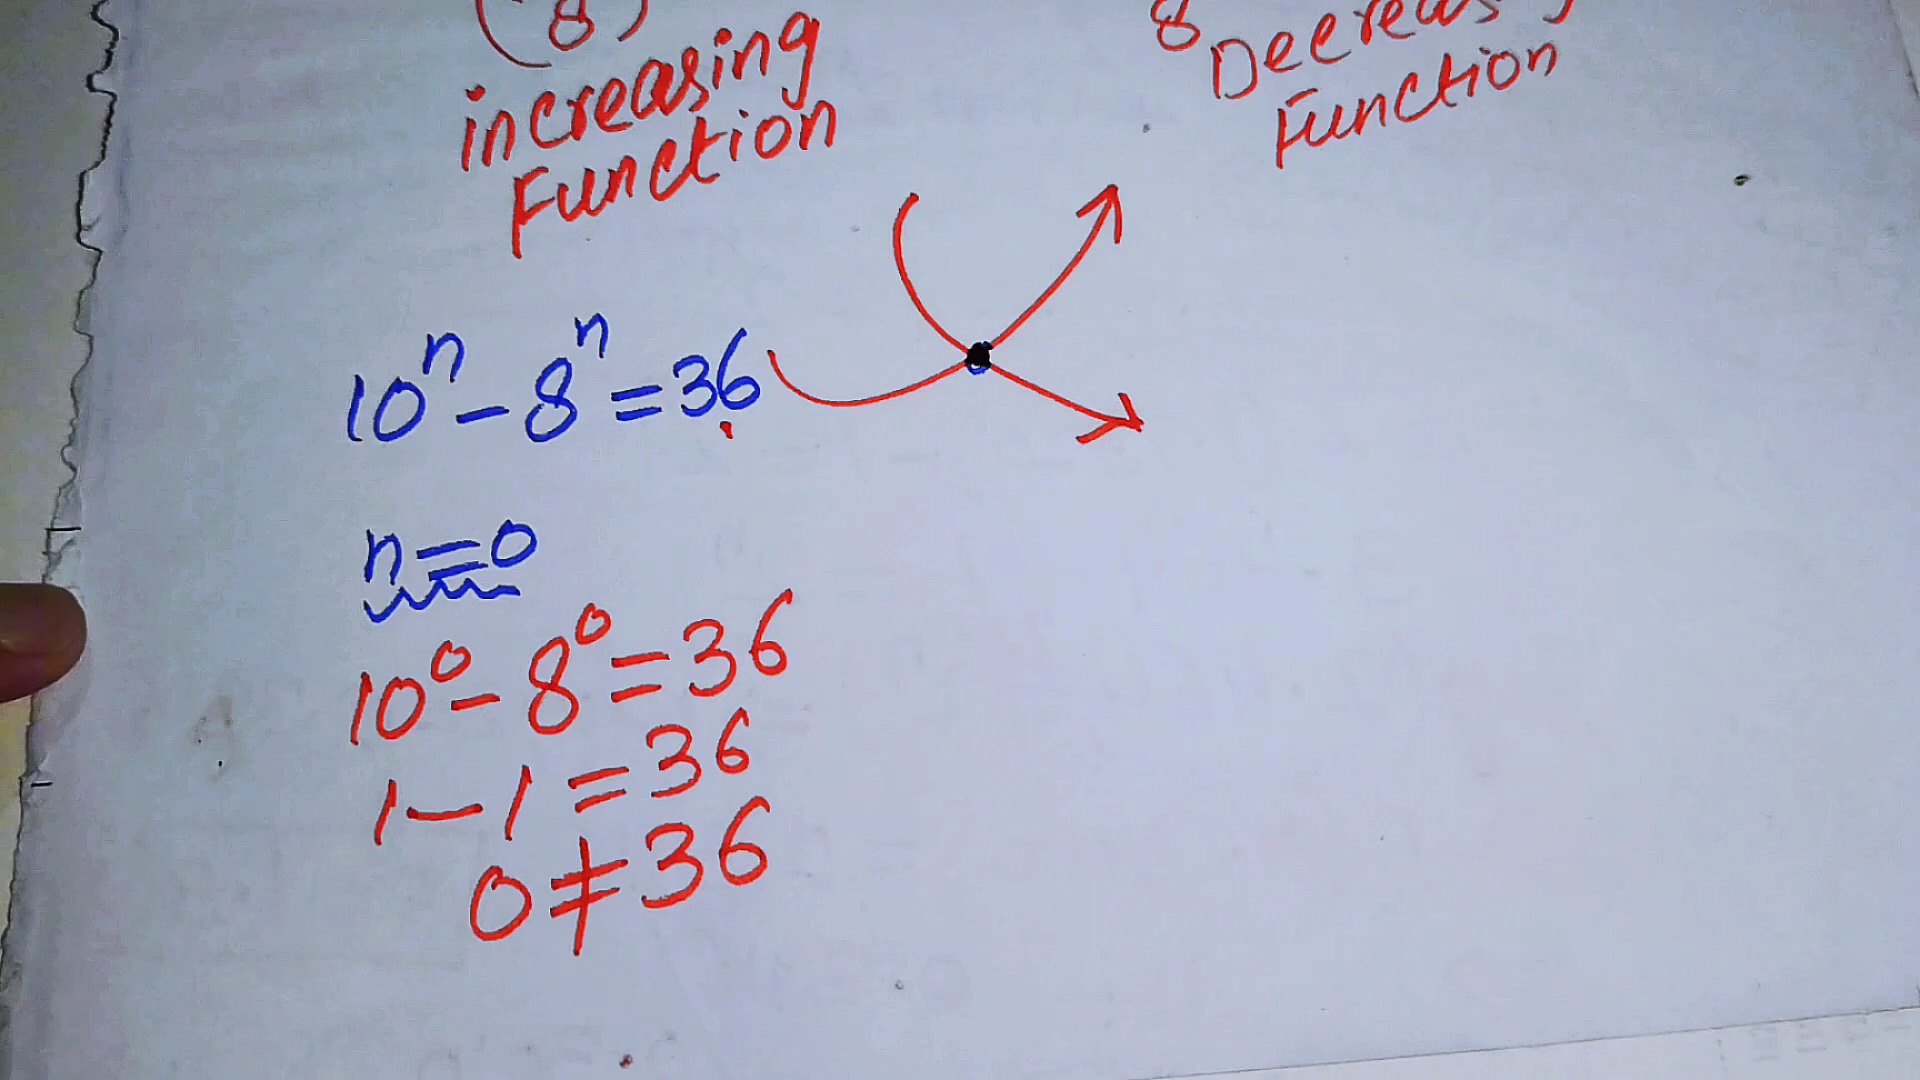 (8)
8
increasing
Function
Function
10ⁿ - 8ⁿ = 36
n=0
10⁰ - 8⁰ = 36
1 - 1 = 36
0 ≠ 36